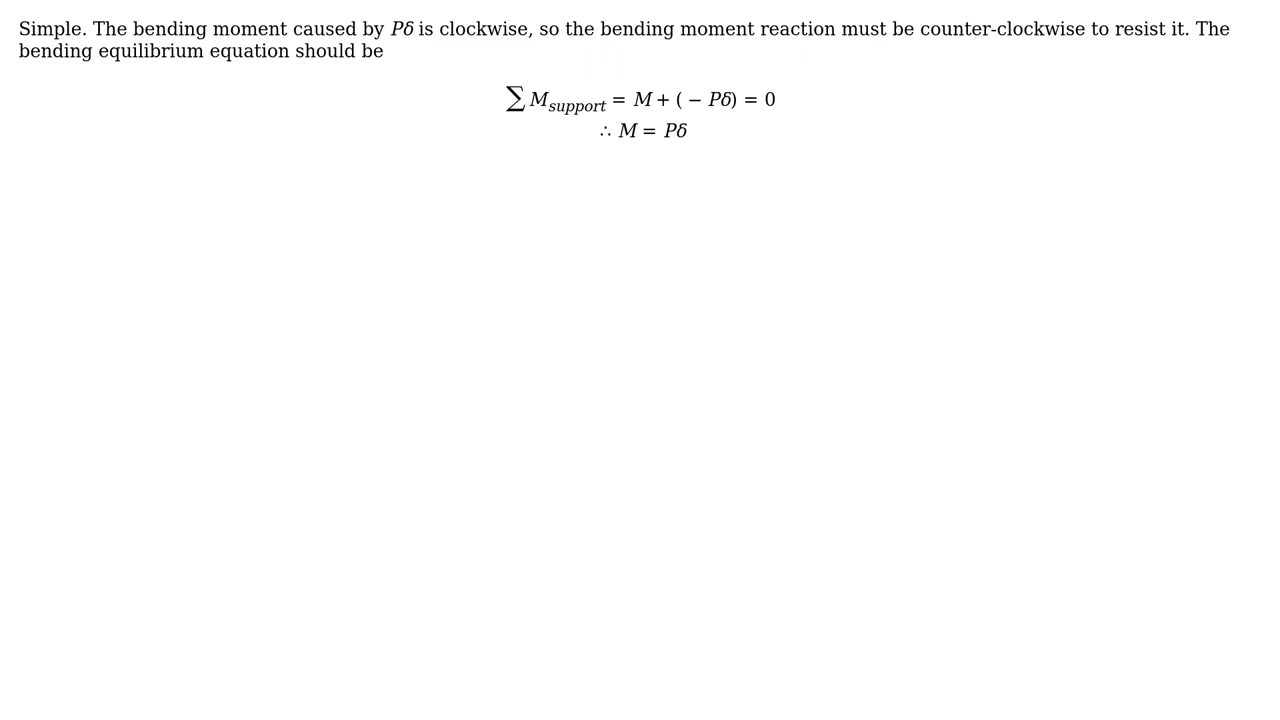 Simple. The bending moment caused by Pδ is clockwise, so the bending moment reaction must be counter-clockwise to resist it. The
bending equilibrium equation should be
∑ M_support = M + ( − Pδ) = 0
∴ M = Pδ